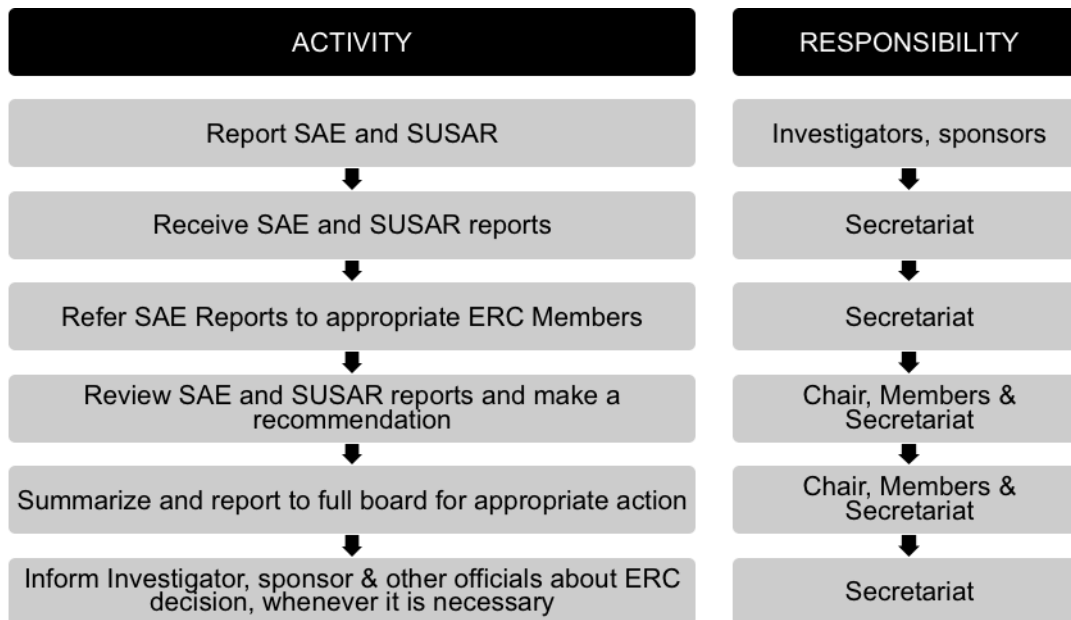 ACTIVITY
RESPONSIBILITY
Report SAE and SUSAR
Investigators, sponsors
Receive SAE and SUSAR reports
Secretariat
Refer SAE Reports to appropriate ERC Members
Secretariat
Review SAE and SUSAR reports and make a
recommendation
Chair, Members &
Secretariat
Summarize and report to full board for appropriate action
Chair, Members &
Secretariat
Inform Investigator, sponsor & other officials about ERC
decision, whenever it is necessary
Secretariat